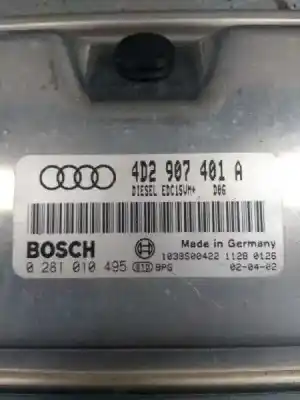 4D2 907 401 A
DIESEL EDC15VM+ D06
BOSCH
Made in Germany
1039S00422 1128 0126
0 281 010 495 BPG 02-04-02